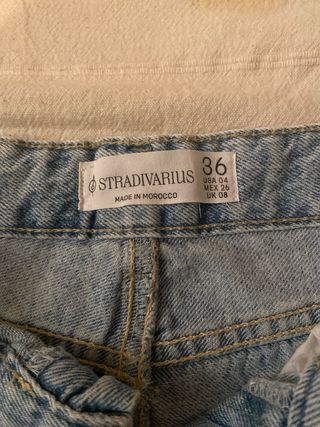 STRADIVARIUS
MADE IN MOROCCO
36
USA 04
MEX 26
UK 08